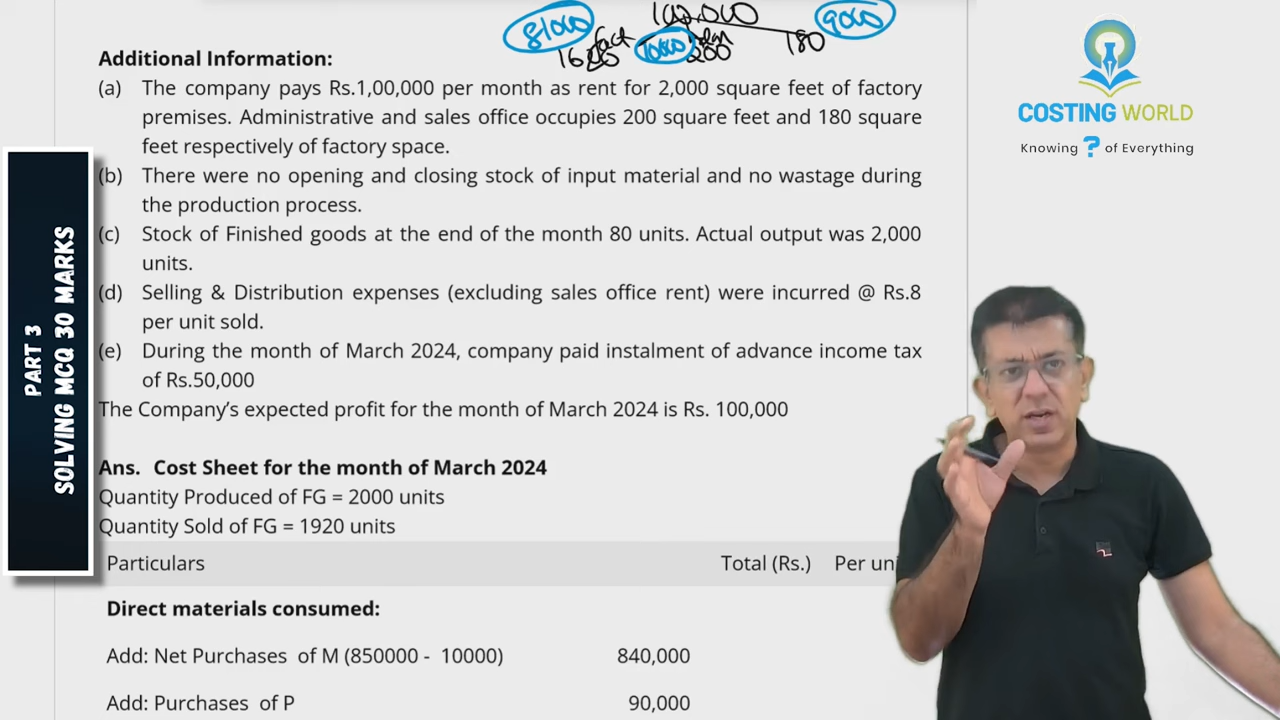 100,000
81000
fact
1620
10000
200
180
9000
Additional Information:
(a) The company pays Rs.1,00,000 per month as rent for 2,000 square feet of factory
premises. Administrative and sales office occupies 200 square feet and 180 square
feet respectively of factory space.
(b) There were no opening and closing stock of input material and no wastage during
the production process.
(c) Stock of Finished goods at the end of the month 80 units. Actual output was 2,000
units.
(d) Selling & Distribution expenses (excluding sales office rent) were incurred @ Rs.8
per unit sold.
(e) During the month of March 2024, company paid instalment of advance income tax
of Rs.50,000
The Company's expected profit for the month of March 2024 is Rs. 100,000
Ans. Cost Sheet for the month of March 2024
Quantity Produced of FG = 2000 units
Quantity Sold of FG = 1920 units
Particulars Total (Rs.) Per uni
Direct materials consumed:
Add: Net Purchases of M (850000 - 10000) 840,000
Add: Purchases of P 90,000
PART 3
SOLVING MCQ 30 MARKS
COSTING WORLD
Knowing ? of Everything